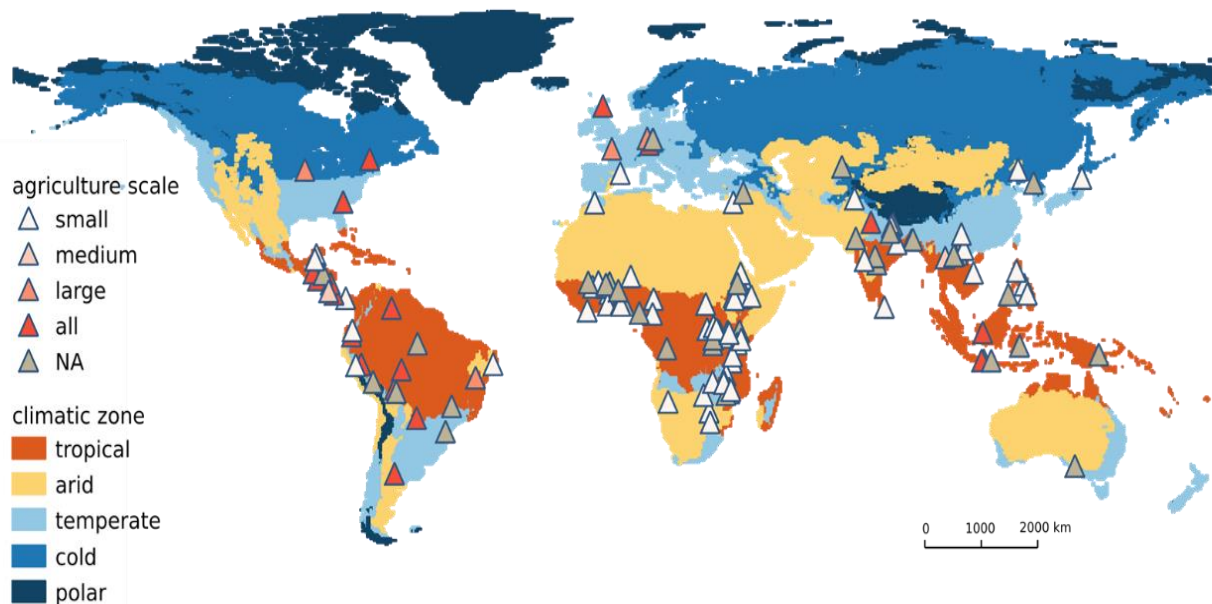 agriculture scale
small
medium
large
all
NA
climatic zone
tropical
arid
temperate
cold
polar
0 1000 2000 km